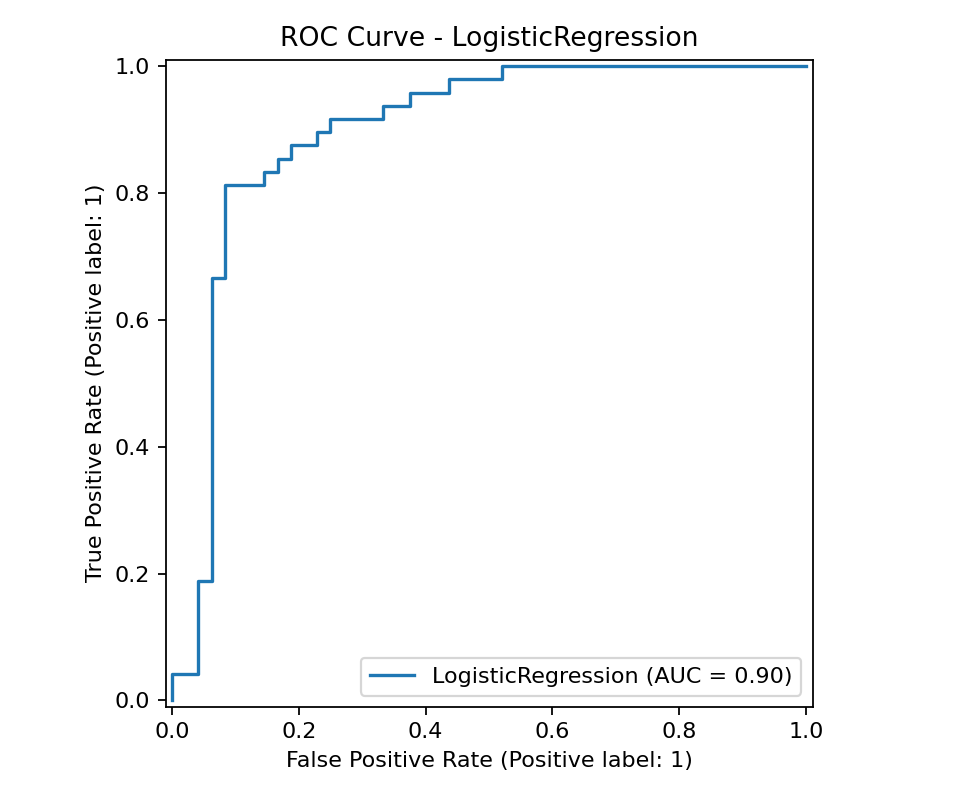 ROC Curve - LogisticRegression
True Positive Rate (Positive label: 1)
1.0
0.8
0.6
0.4
0.2
0.0
LogisticRegression (AUC = 0.90)
0.0 0.2 0.4 0.6 0.8 1.0
False Positive Rate (Positive label: 1)